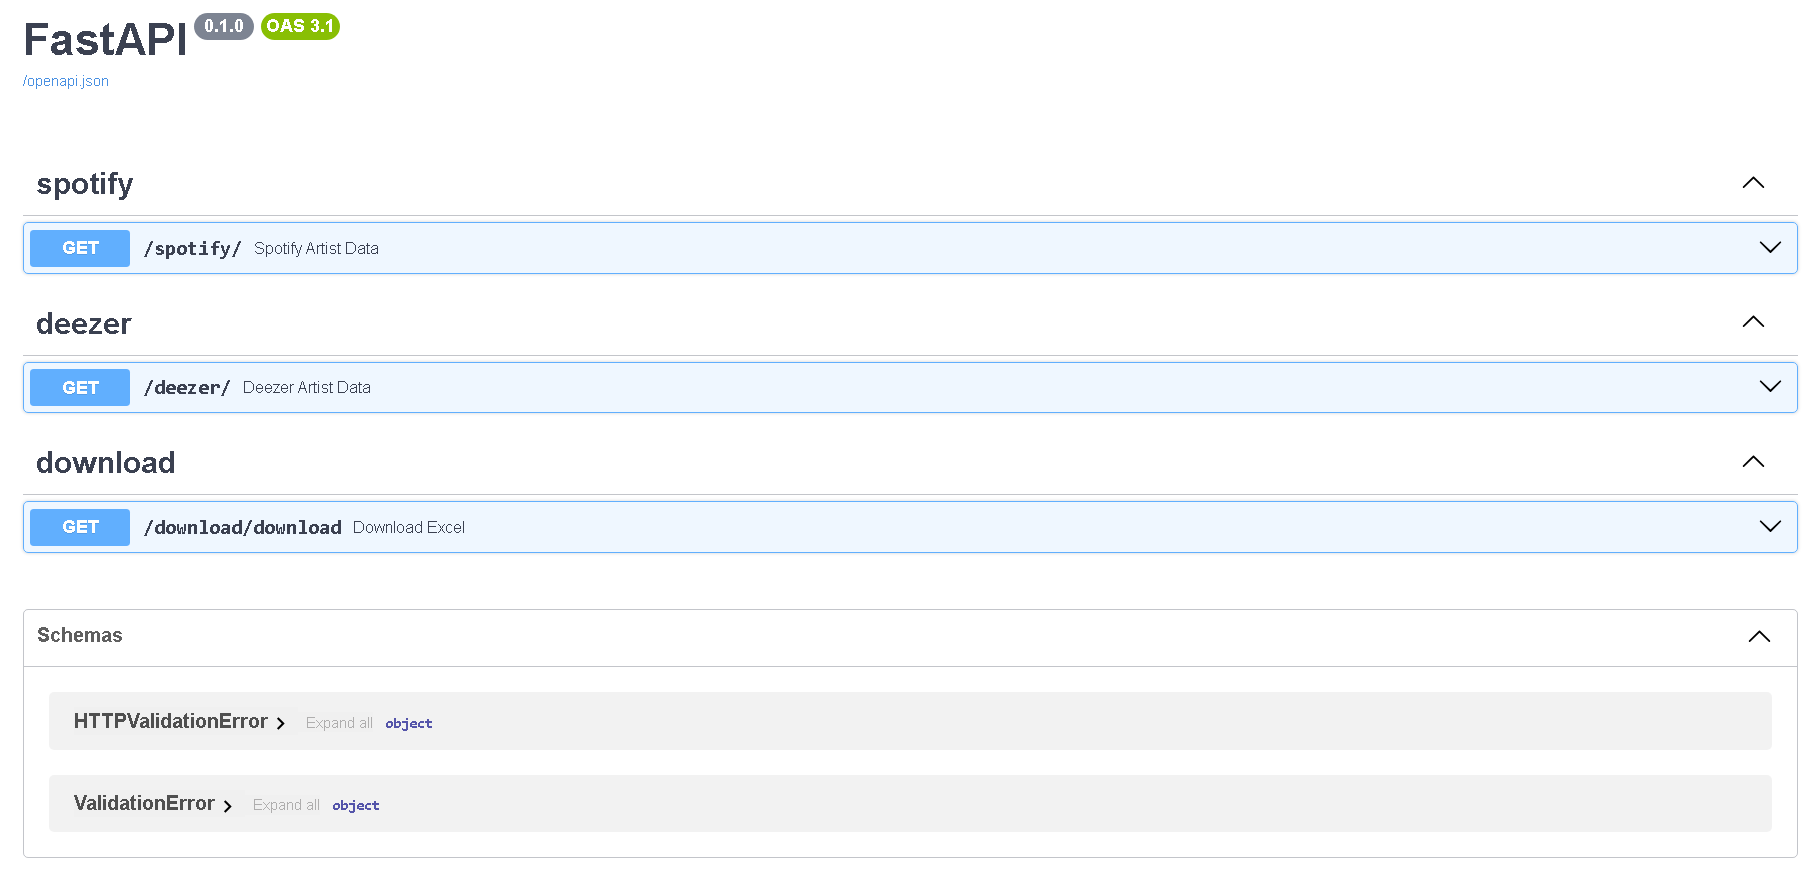 FastAPI 0.1.0 OAS 3.1
/openapi.json
spotify
GET /spotify/ Spotify Artist Data
deezer
GET /deezer/ Deezer Artist Data
download
GET /download/download Download Excel
Schemas
HTTPValidationError Expand all object
ValidationError Expand all object